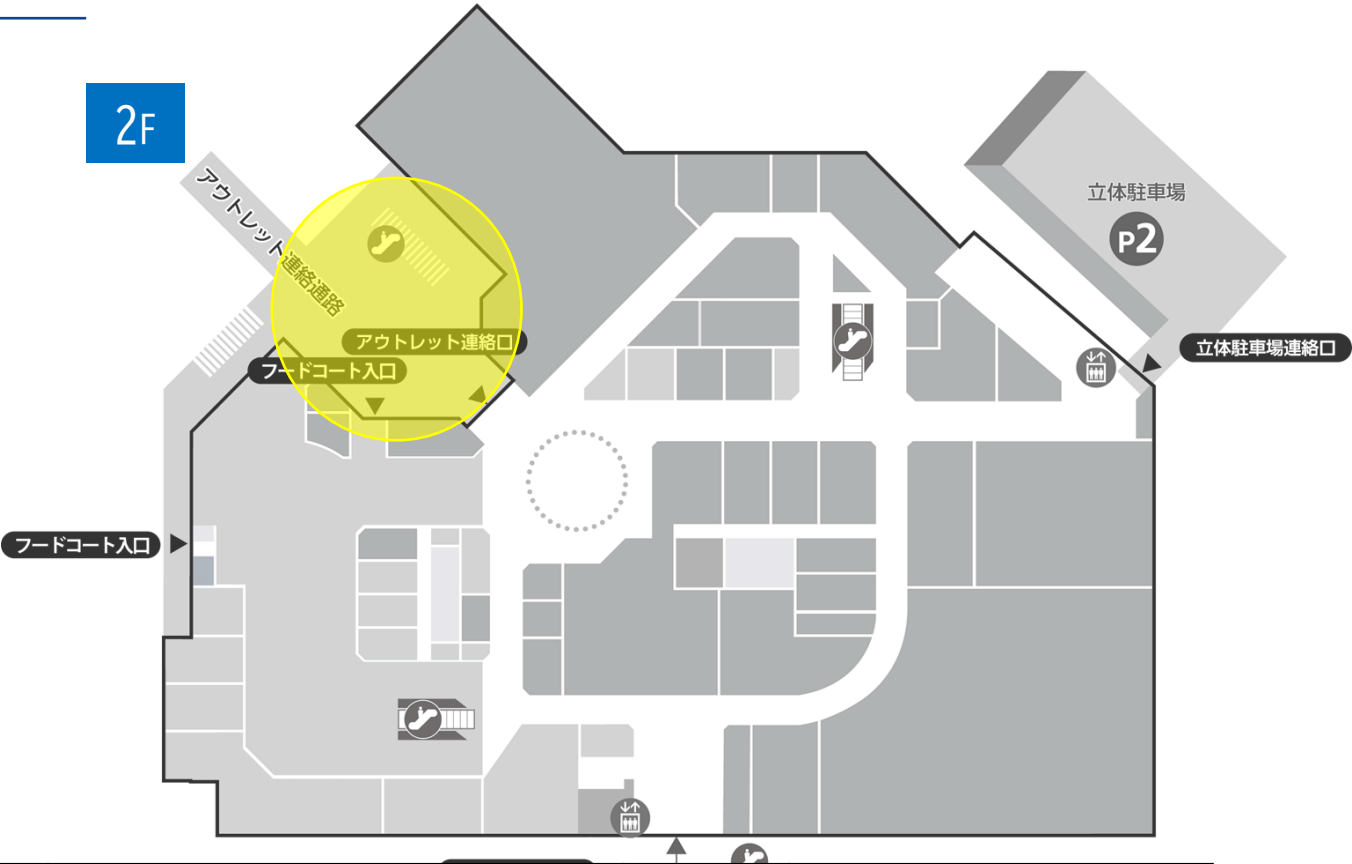 2F
アウトレット連絡通路
立体駐車場
P2
アウトレット連絡口
立体駐車場連絡口
フードコート入口
フードコート入口